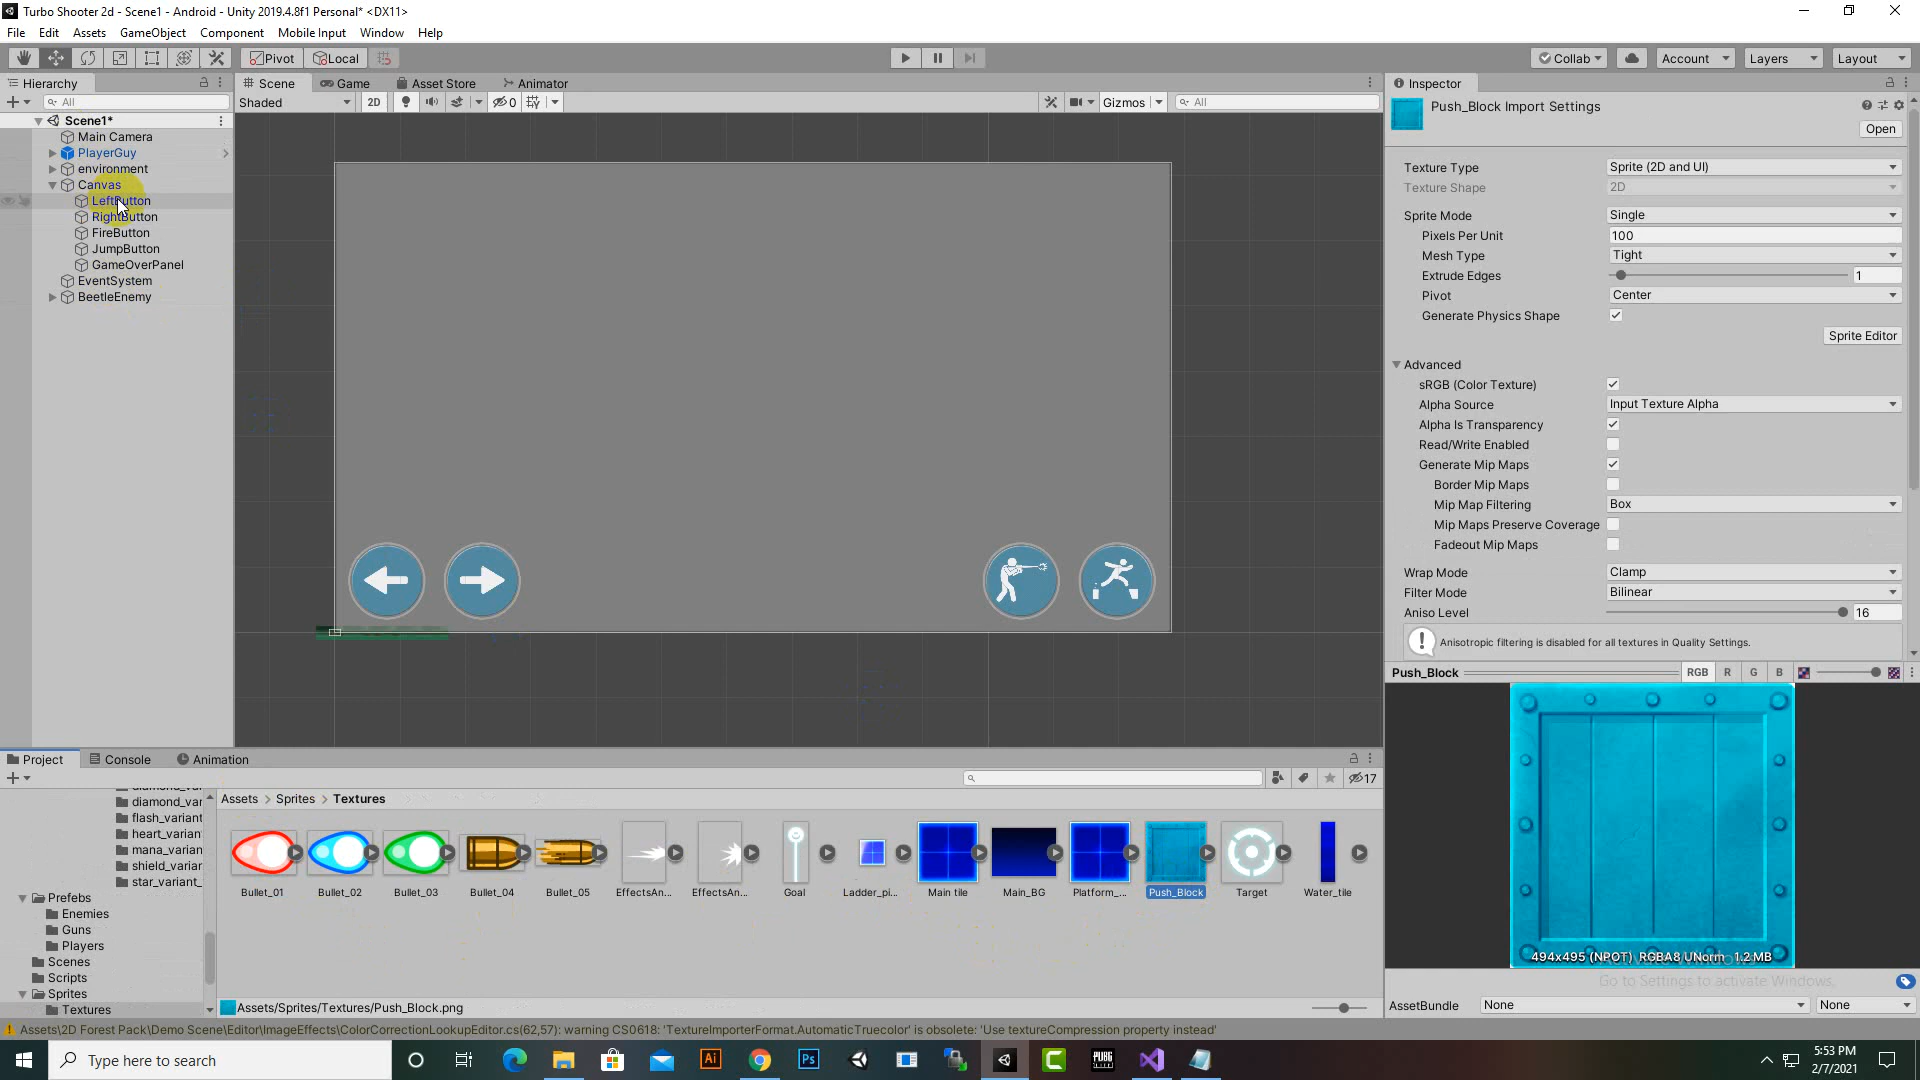 Turbo Shooter 2d - Scene1 - Android - Unity 2019.4.8f1 Personal* <DX11>
File Edit Assets GameObject Component Mobile Input Window Help
Pivot Local Collab Account Layers Layout
Hierarchy Scene Game Asset Store Animator Inspector
All Shaded 2D 0 Gizmos All
Push_Block Import Settings
Open
Scene1*
Main Camera
PlayerGuy
environment
Canvas
LeftButton
RightButton
FireButton
JumpButton
GameOverPanel
EventSystem
BeetleEnemy
Texture Type Sprite (2D and UI)
Texture Shape 2D
Sprite Mode Single
Pixels Per Unit 100
Mesh Type Tight
Extrude Edges 1
Pivot Center
Generate Physics Shape
Sprite Editor
Advanced
sRGB (Color Texture)
Alpha Source Input Texture Alpha
Alpha Is Transparency
Read/Write Enabled
Generate Mip Maps
Border Mip Maps
Mip Map Filtering Box
Mip Maps Preserve Coverage
Fadeout Mip Maps
Wrap Mode Clamp
Filter Mode Bilinear
Aniso Level 16
Anisotropic filtering is disabled for all textures in Quality Settings.
Push_Block RGB R G B
494x495 (NPOT) RGBA8 UNorm 1.2 MB
Go to Settings to activate Windows.
AssetBundle None None
Project Console Animation
17
Assets > Sprites > Textures
diamond_var
flash_variant
heart_varian
mana_varian
shield_varian
star_variant_
Prefebs
Enemies
Guns
Players
Scenes
Scripts
Sprites
Textures
Bullet_01 Bullet_02 Bullet_03 Bullet_04 Bullet_05 EffectsAn... EffectsAn... Goal Ladder_pi... Main tile Main_BG Platform_... Push_Block Target Water_tile
Assets/Sprites/Textures/Push_Block.png
Assets\2D Forest Pack\Demo Scene\Editor\ImageEffects\ColorCorrectionLookupEditor.cs(62,57): warning CS0618: 'TextureImporterFormat.AutomaticTruecolor' is obsolete: 'Use textureCompression property instead'
Type here to search
5:53 PM
2/7/2021